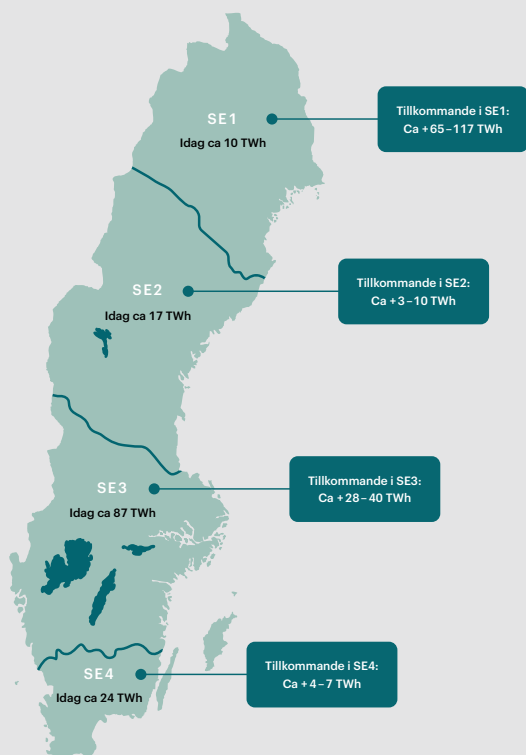 SE1
Idag ca 10 TWh
Tillkommande i SE1:
Ca +65–117 TWh
SE2
Idag ca 17 TWh
Tillkommande i SE2:
Ca +3–10 TWh
SE3
Idag ca 87 TWh
Tillkommande i SE3:
Ca +28–40 TWh
SE4
Idag ca 24 TWh
Tillkommande i SE4:
Ca +4–7 TWh